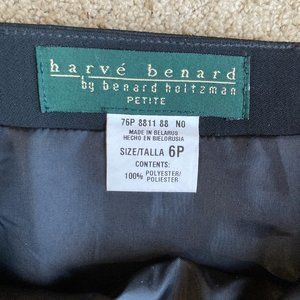 harvé benard
by benard holtzman
PETITE
76P 8811 88 NO
MADE IN BELARUS
HECHO EN BIELORUSIA
SIZE/TALLA 6P
CONTENTS:
100% POLYESTER/
POLIESTER